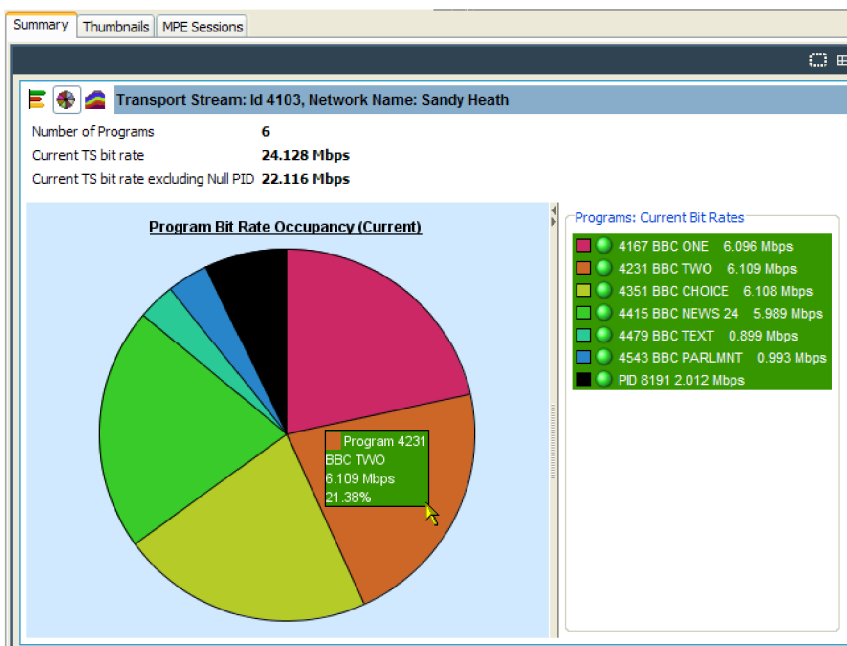 Summary
Thumbnails
MPE Sessions
Transport Stream: Id 4103, Network Name: Sandy Heath
Number of Programs 6
Current TS bit rate 24.128 Mbps
Current TS bit rate excluding Null PID 22.116 Mbps
Program Bit Rate Occupancy (Current)
Program 4231
BBC TWO
6.109 Mbps
21.38%
Programs: Current Bit Rates
4167 BBC ONE 6.096 Mbps
4231 BBC TWO 6.109 Mbps
4351 BBC CHOICE 6.108 Mbps
4415 BBC NEWS 24 5.989 Mbps
4479 BBC TEXT 0.899 Mbps
4543 BBC PARLMNT 0.993 Mbps
PID 8191 2.012 Mbps